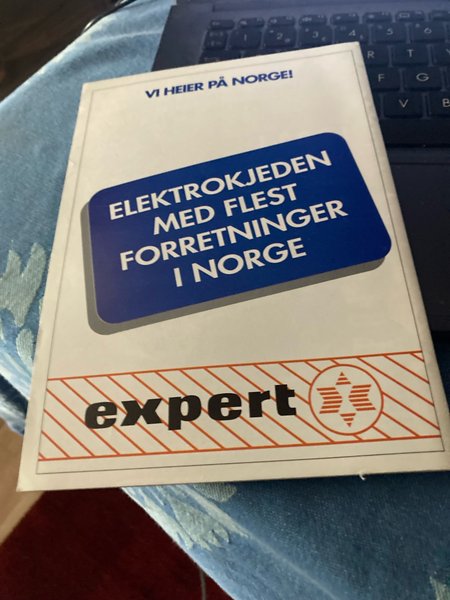 VI HEIER PÅ NORGE!
ELEKTROKJEDEN
MED FLEST
FORRETNINGER
I NORGE
expert